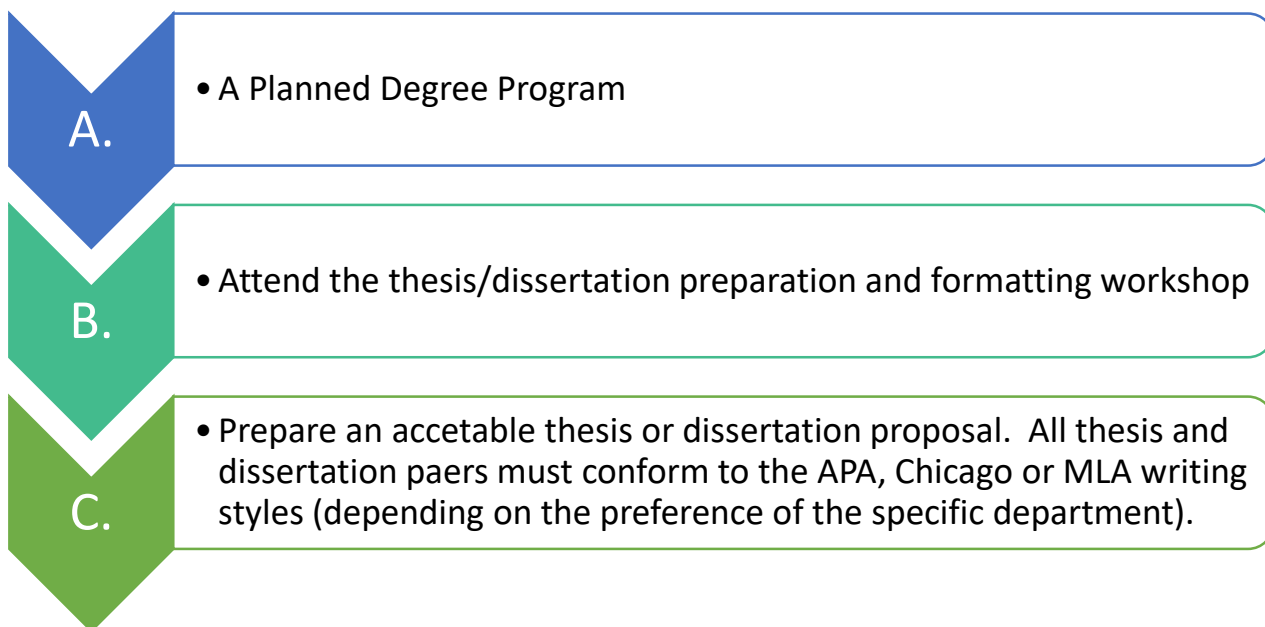 A.
• A Planned Degree Program
B.
• Attend the thesis/dissertation preparation and formatting workshop
C.
• Prepare an accetable thesis or dissertation proposal.  All thesis and
dissertation paers must conform to the APA, Chicago or MLA writing
styles (depending on the preference of the specific department).